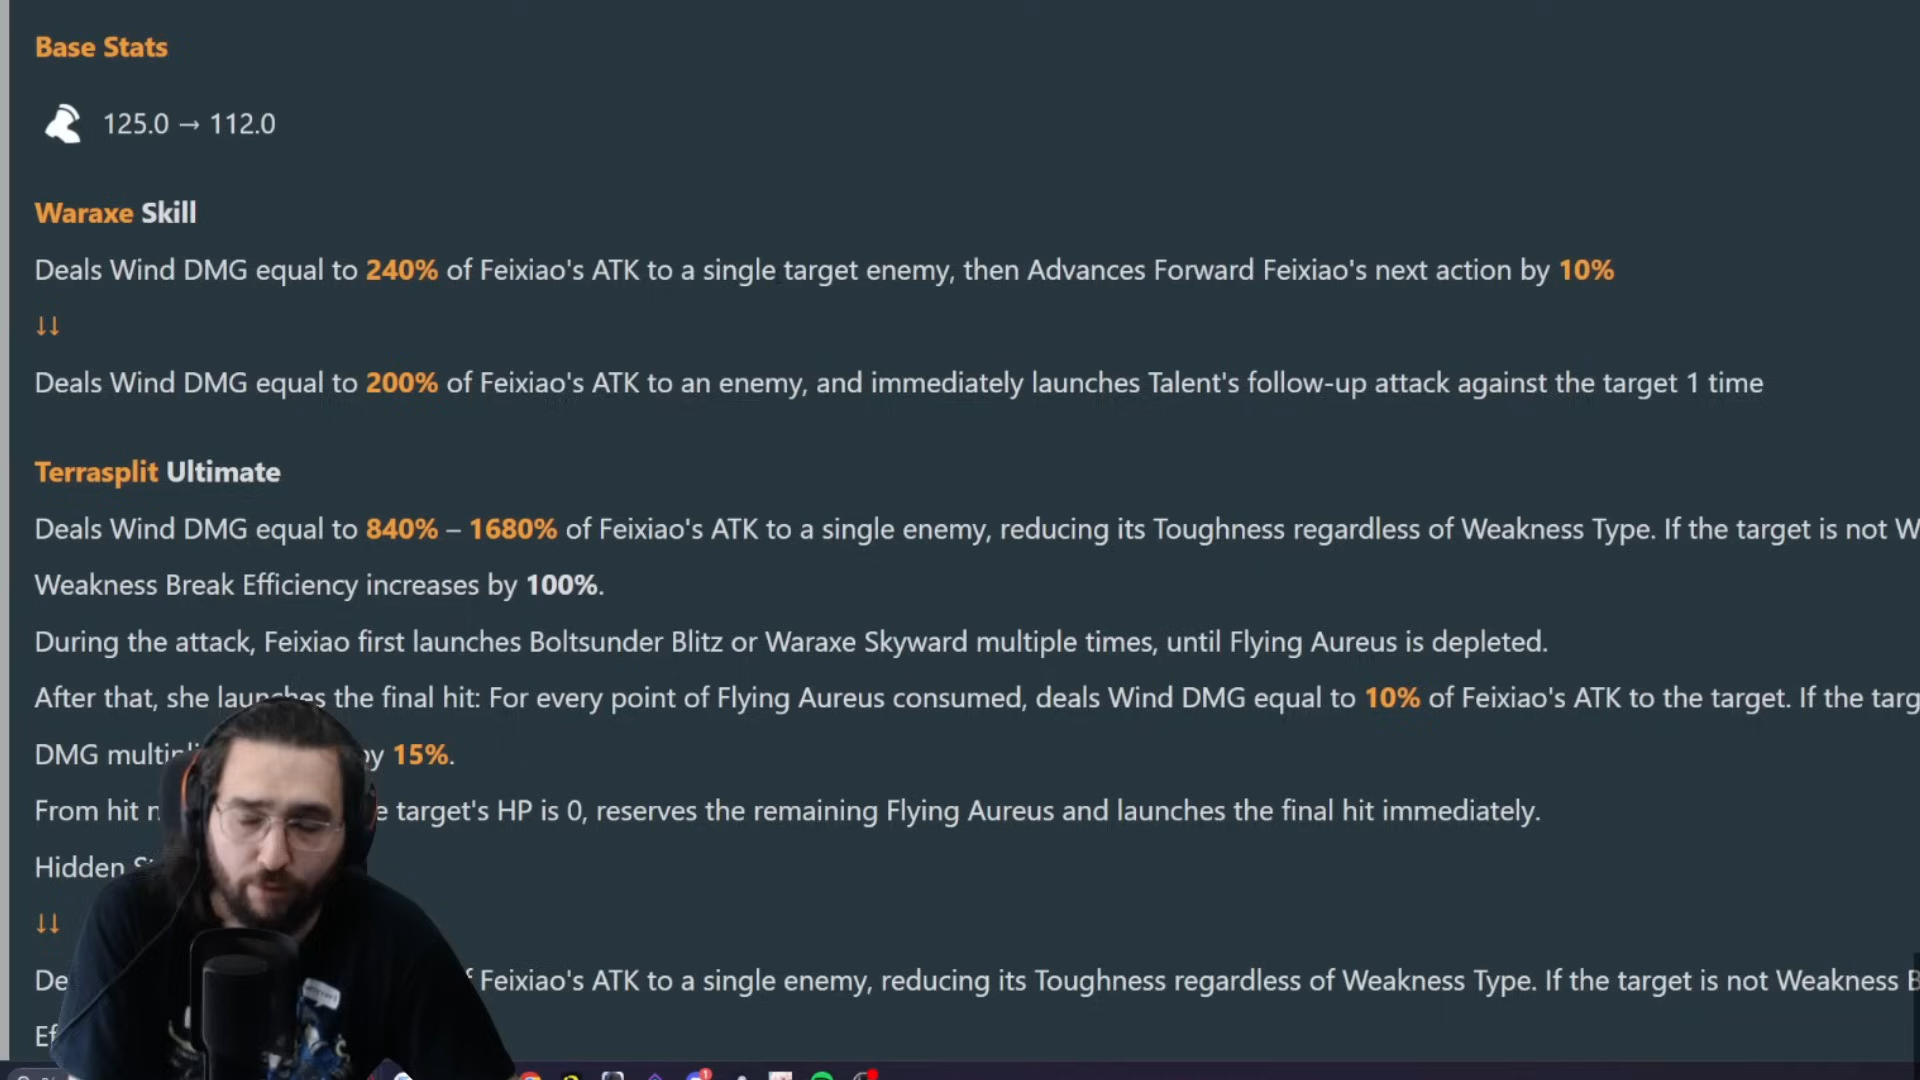 Base Stats
125.0 → 112.0
Waraxe Skill
Deals Wind DMG equal to 240% of Feixiao's ATK to a single target enemy, then Advances Forward Feixiao's next action by 10%
↓↓
Deals Wind DMG equal to 200% of Feixiao's ATK to an enemy, and immediately launches Talent's follow-up attack against the target 1 time
Terrasplit Ultimate
Deals Wind DMG equal to 840% – 1680% of Feixiao's ATK to a single enemy, reducing its Toughness regardless of Weakness Type. If the target is not W
Weakness Break Efficiency increases by 100%.
During the attack, Feixiao first launches Boltsunder Blitz or Waraxe Skyward multiple times, until Flying Aureus is depleted.
After that, she launches the final hit: For every point of Flying Aureus consumed, deals Wind DMG equal to 10% of Feixiao's ATK to the target. If the targ
DMG by 15%.
From hit target's HP is 0, reserves the remaining Flying Aureus and launches the final hit immediately.
Hidden
↓↓
De Feixiao's ATK to a single enemy, reducing its Toughness regardless of Weakness Type. If the target is not Weakness B
Ef
1